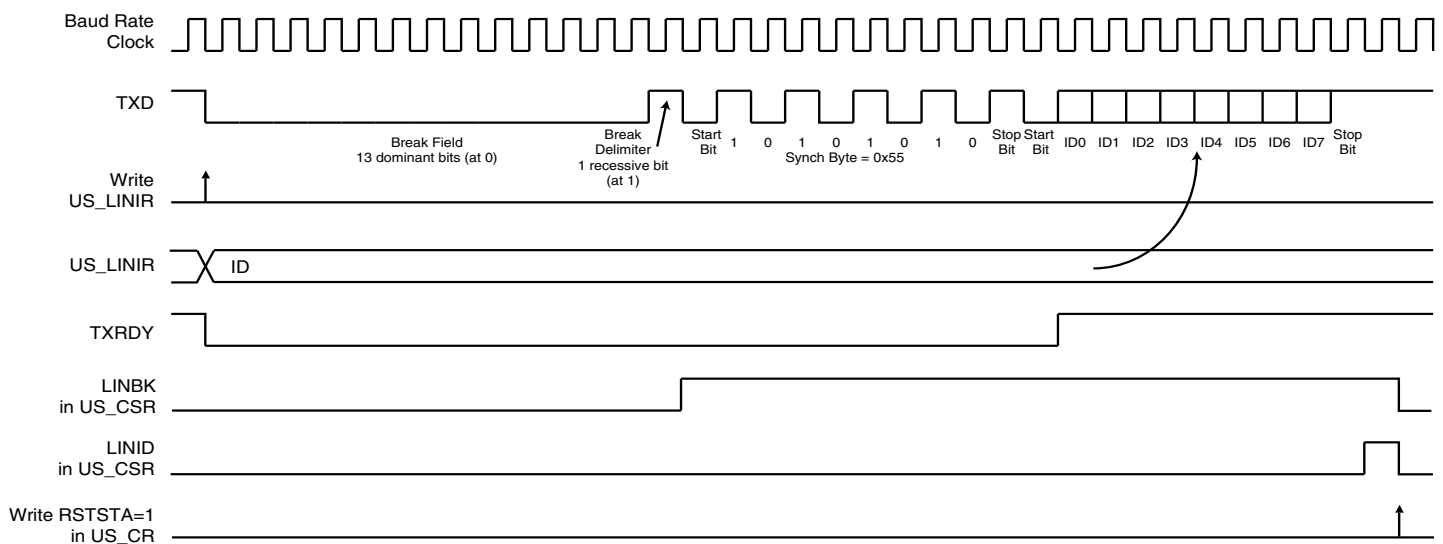 Baud Rate
Clock
TXD
Break Field
13 dominant bits (at 0)
Break
Delimiter
1 recessive bit
(at 1)
Start
Bit
1 0 1 0 1 0 1 0
Synch Byte = 0x55
Stop
Bit
Start
Bit
ID0 ID1 ID2 ID3 ID4 ID5 ID6 ID7
Stop
Bit
Write
US_LINIR
US_LINIR
ID
TXRDY
LINBK
in US_CSR
LINID
in US_CSR
Write RSTSTA=1
in US_CR